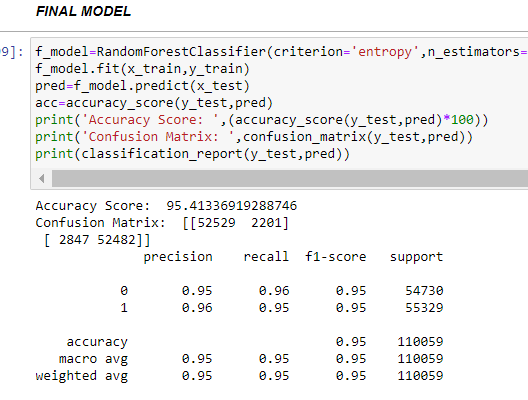 FINAL MODEL
9]: f_model=RandomForestClassifier(criterion='entropy',n_estimators=
f_model.fit(x_train,y_train)
pred=f_model.predict(x_test)
acc=accuracy_score(y_test,pred)
print('Accuracy Score: ',(accuracy_score(y_test,pred)*100))
print('Confusion Matrix: ',confusion_matrix(y_test,pred))
print(classification_report(y_test,pred))
Accuracy Score:  95.41336919288746
Confusion Matrix:  [[52529  2201]
 [ 2847 52482]]
              precision    recall  f1-score   support
           0       0.95      0.96      0.95     54730
           1       0.96      0.95      0.95     55329
    accuracy                           0.95    110059
   macro avg       0.95      0.95      0.95    110059
weighted avg       0.95      0.95      0.95    110059